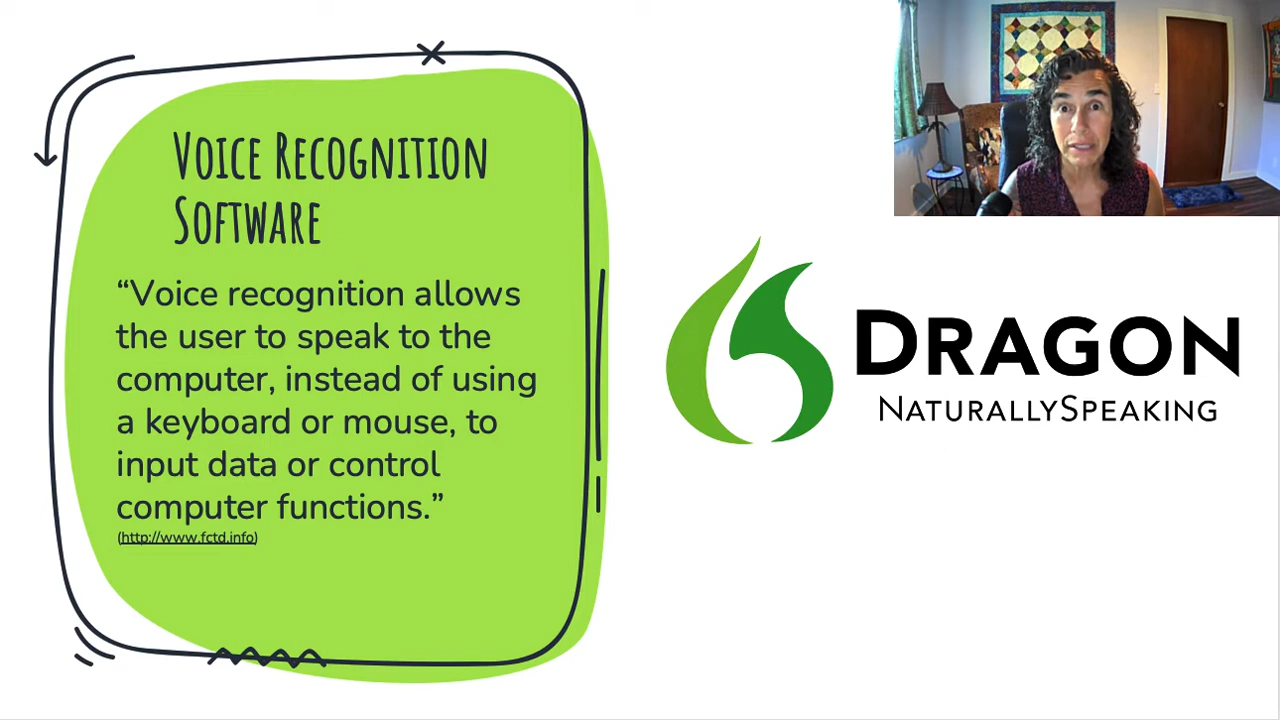 Voice Recognition
Software
“Voice recognition allows
the user to speak to the
computer, instead of using
a keyboard or mouse, to
input data or control
computer functions.”
(http://www.fctd.info)
DRAGON
NATURALLYSPEAKING